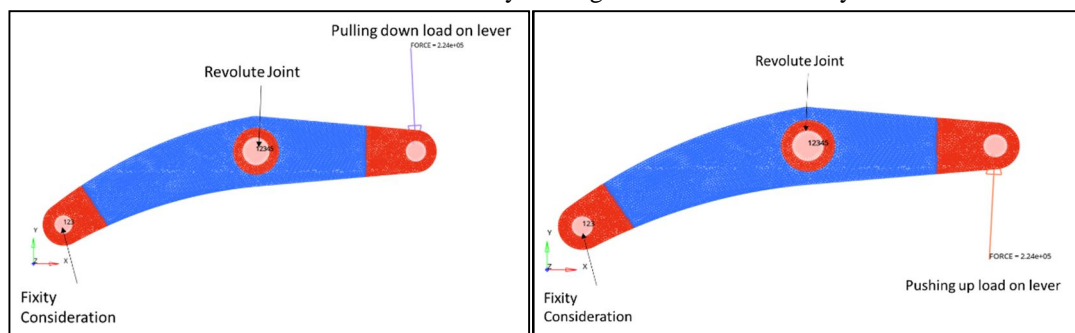 Pulling down load on lever
FORCE = 2.24e+05
Revolute Joint
12345
123
Y
Z
X
Fixity
Consideration
Revolute Joint
12345
123
Y
Z
X
FORCE = 2.24e+05
Pushing up load on lever
Fixity
Consideration